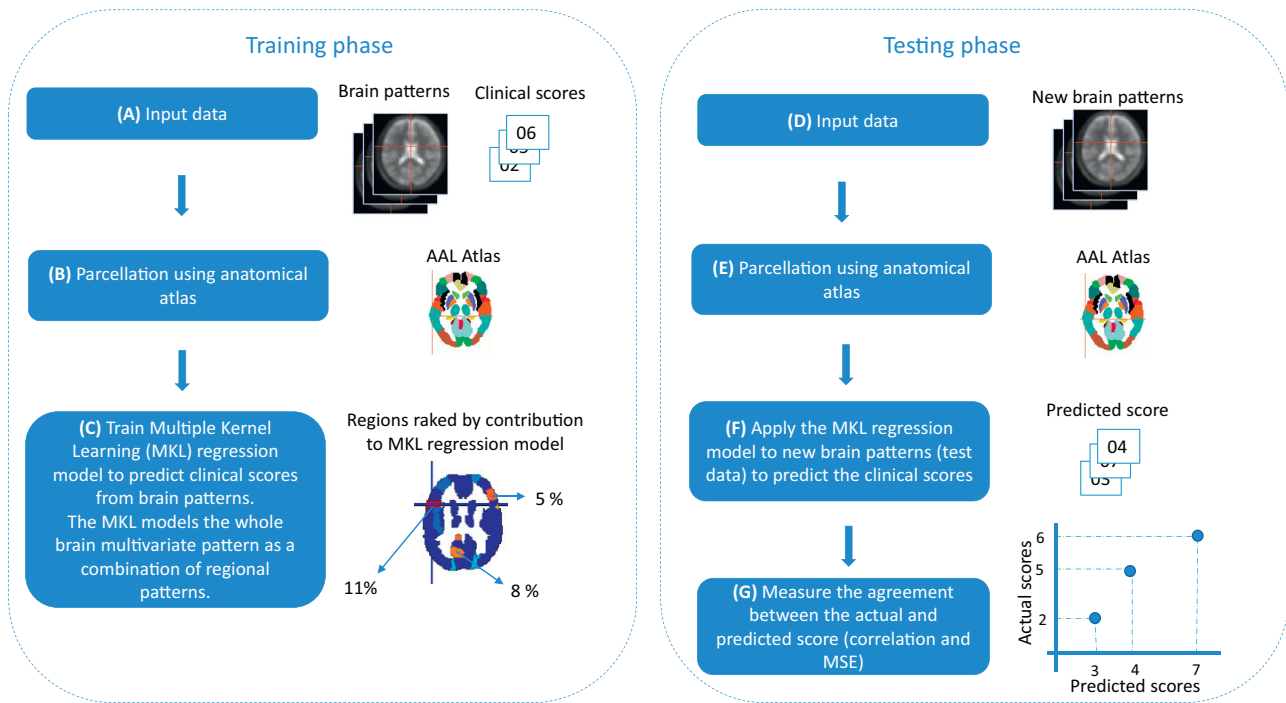 Training phase
(A) Input data
Brain patterns
Clinical scores
06
02
(B) Parcellation using anatomical
atlas
AAL Atlas
(C) Train Multiple Kernel
Learning (MKL) regression
model to predict clinical scores
from brain patterns.
The MKL models the whole
brain multivariate pattern as a
combination of regional
patterns.
Regions raked by contribution
to MKL regression model
5 %
11%
8 %
Testing phase
(D) Input data
New brain patterns
(E) Parcellation using anatomical
atlas
AAL Atlas
(F) Apply the MKL regression
model to new brain patterns (test
data) to predict the clinical scores
Predicted score
04
03
(G) Measure the agreement
between the actual and
predicted score (correlation and
MSE)
Actual scores
6
5
2
3 4 7
Predicted scores